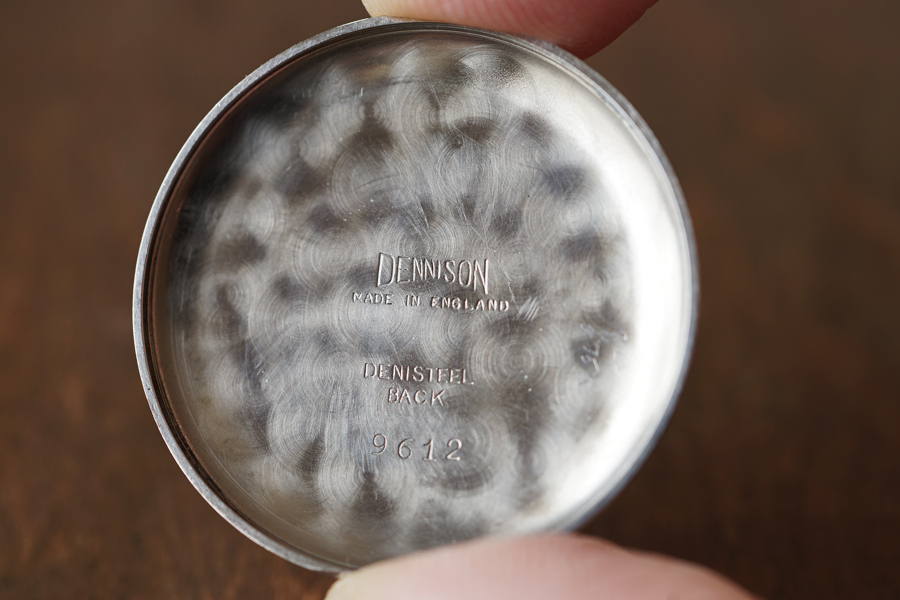 DENNISON
MADE IN ENGLAND
DENISTEEL
BACK
9612